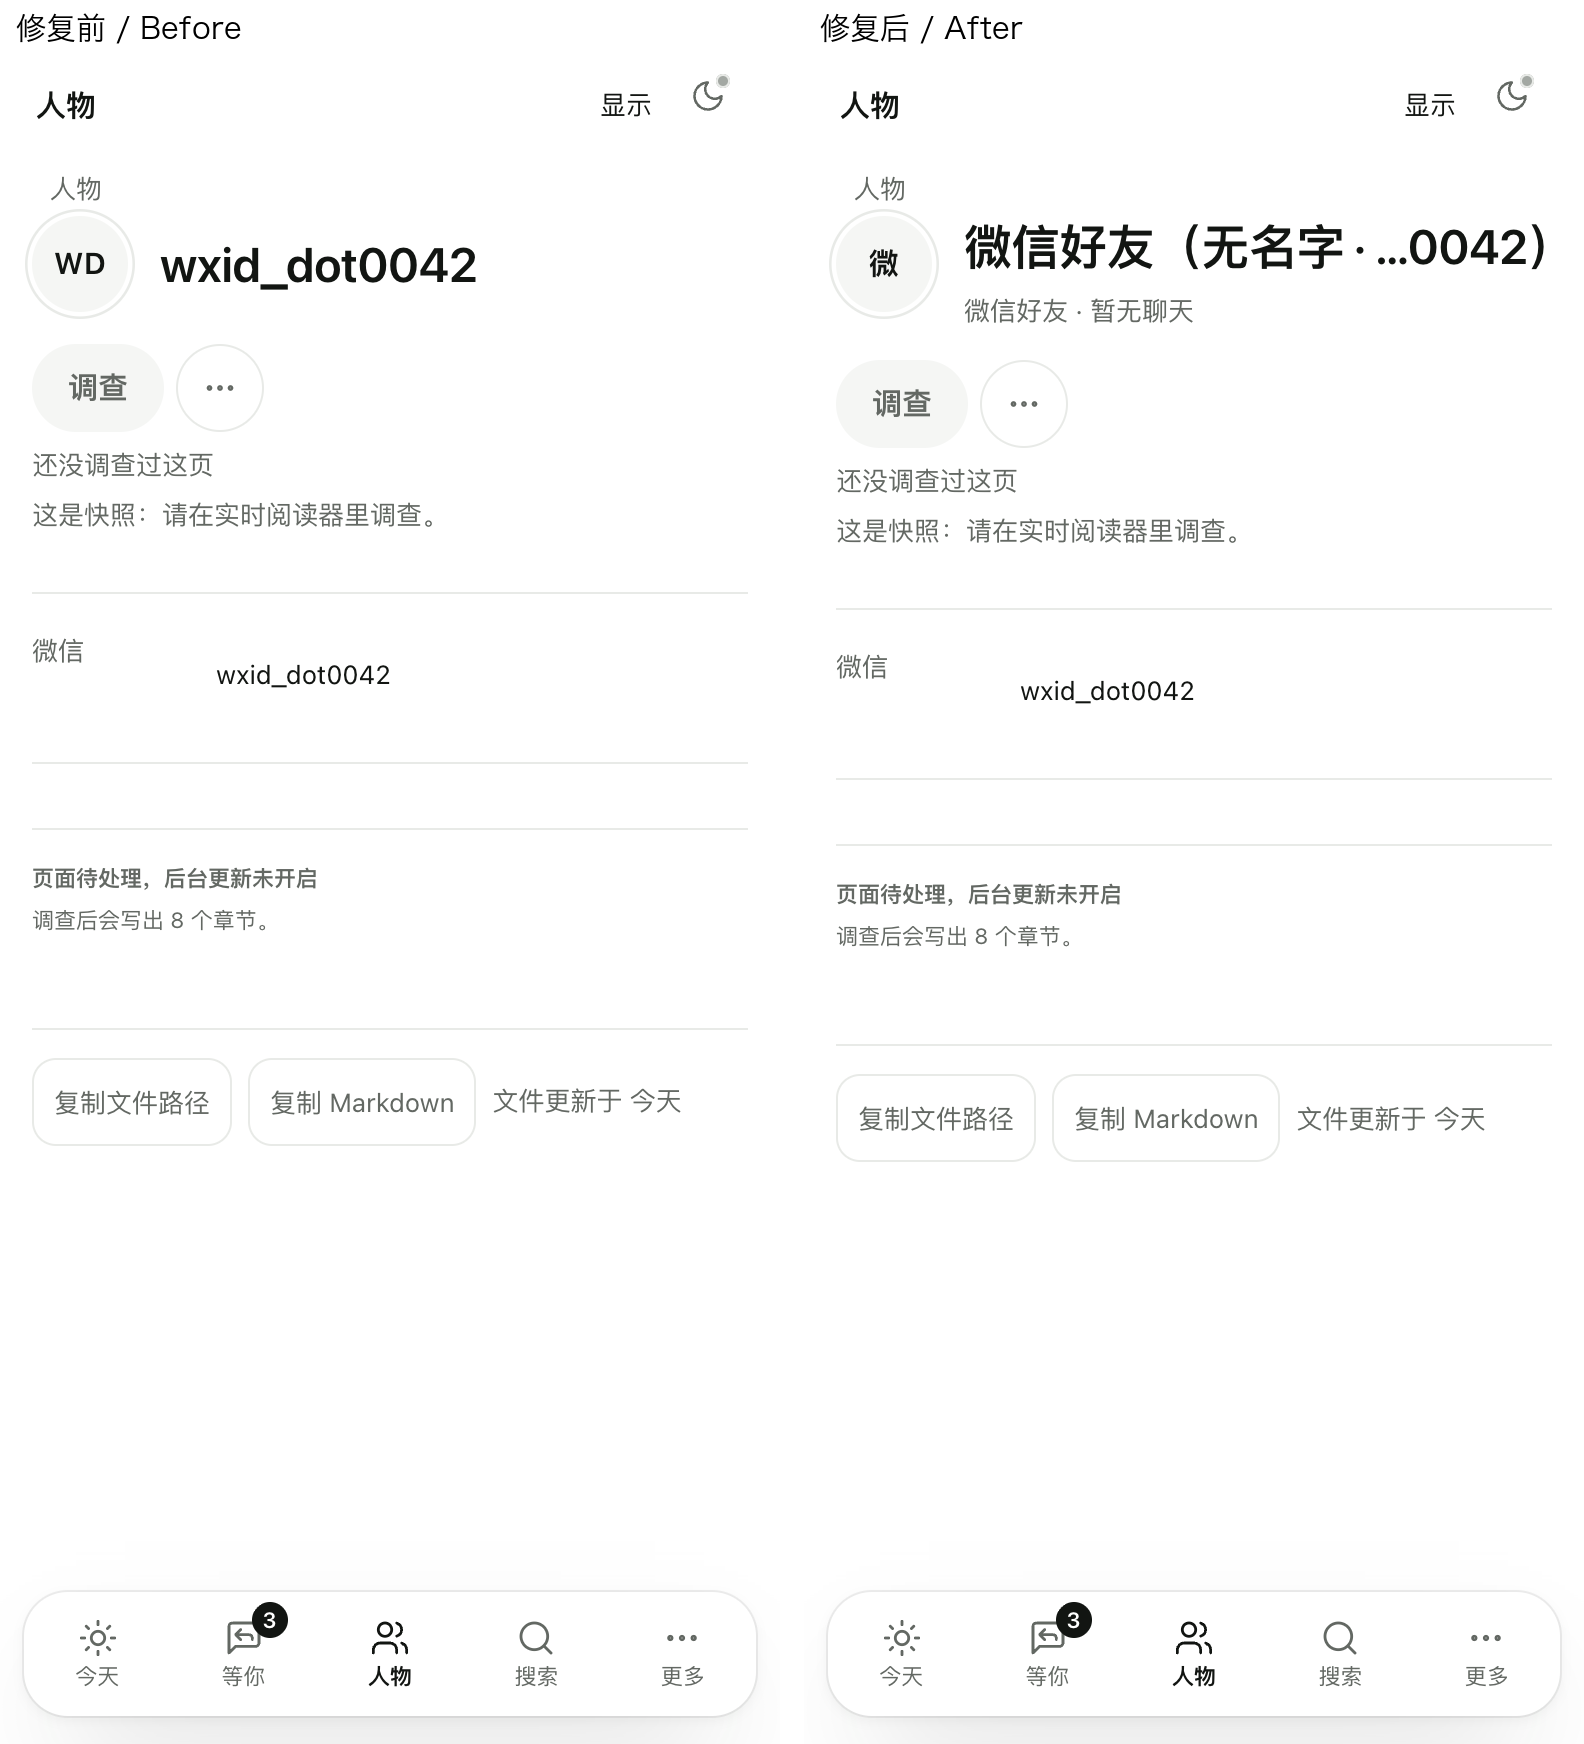 修复前 / Before
人物
显示
人物
WD
wxid_dot0042
调查
还没调查过这页
这是快照：请在实时阅读器里调查。
微信
wxid_dot0042
页面待处理，后台更新未开启
调查后会写出 8 个章节。
复制文件路径
复制 Markdown
文件更新于 今天
今天
等你
3
人物
搜索
更多
修复后 / After
人物
显示
人物
微
微信好友（无名字 · …0042）
微信好友 · 暂无聊天
调查
还没调查过这页
这是快照：请在实时阅读器里调查。
微信
wxid_dot0042
页面待处理，后台更新未开启
调查后会写出 8 个章节。
复制文件路径
复制 Markdown
文件更新于 今天
今天
等你
3
人物
搜索
更多